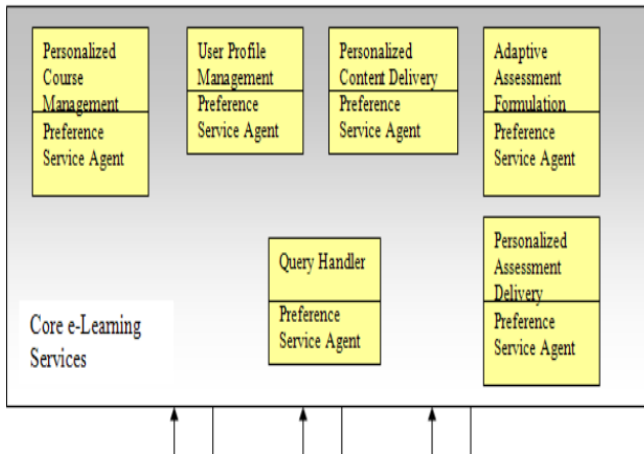 Personalized
Course
Management
Preference
Service Agent
User Profile
Management
Preference
Service Agent
Personalized
Content Delivery
Preference
Service Agent
Adaptive
Assessment
Formulation
Preference
Service Agent
Query Handler
Preference
Service Agent
Personalized
Assessment
Delivery
Preference
Service Agent
Core e-Learning
Services